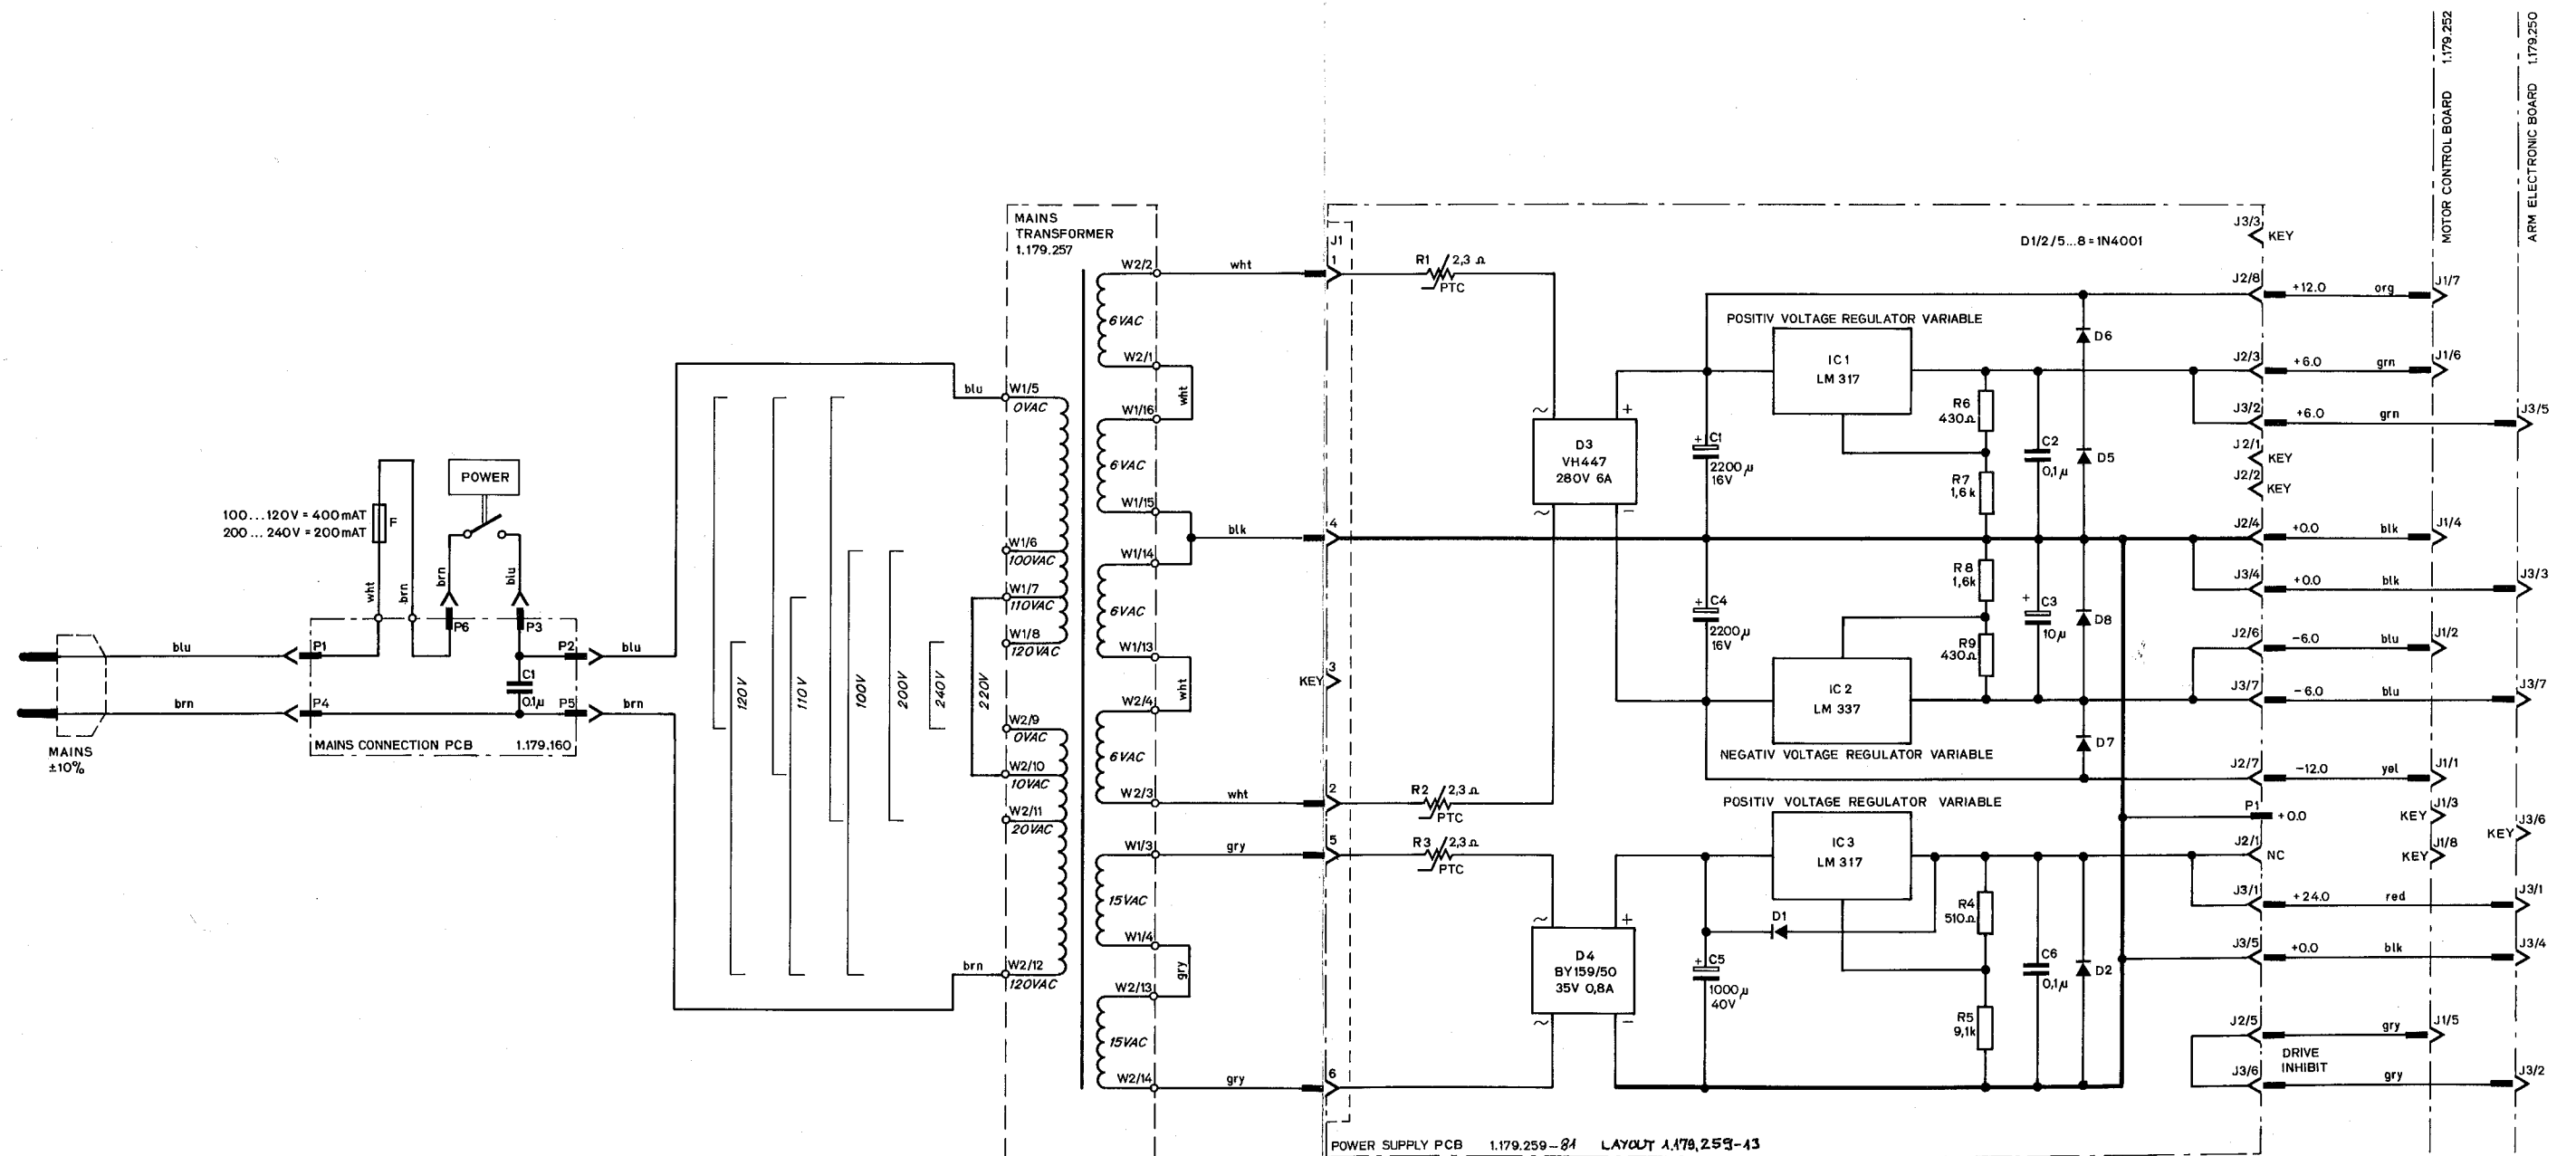 MAINS
±10%
blu
brn
P1
P4
MAINS CONNECTION PCB 1.179.160
100...120V = 400mAT
200...240V = 200mAT
F
wht
brn
POWER
brn
blu
P6
P3
C1
0.1µ
P2
P5
blu
brn
120V
110V
100V
200V
240V
220V
blu
brn
MAINS
TRANSFORMER
1.179.257
W1/5
0VAC
W1/6
100VAC
W1/7
110VAC
W1/8
120VAC
W2/9
0VAC
W2/10
10VAC
W2/11
20VAC
W2/12
120VAC
W2/2
6VAC
W2/1
wht
W1/16
6VAC
W1/15
W1/14
6VAC
W1/13
wht
W2/4
6VAC
W2/3
W1/3
15VAC
W1/4
gry
W2/13
15VAC
W2/14
wht
blk
wht
gry
gry
J1
1
4
3
KEY
2
5
6
R1 2,3 Ω
PTC
R2 2,3 Ω
PTC
R3 2,3 Ω
PTC
~
+
D3
VH447
280V 6A
~
−
~
+
D4
BY159/50
35V 0,8A
~
−
+ C1
2200µ
16V
+ C4
2200µ
16V
+ C5
1000µ
40V
POSITIV VOLTAGE REGULATOR VARIABLE
IC 1
LM 317
IC 2
LM 337
NEGATIV VOLTAGE REGULATOR VARIABLE
POSITIV VOLTAGE REGULATOR VARIABLE
IC 3
LM 317
D1
R6
430Ω
R7
1,6k
R8
1,6k
R9
430Ω
R4
510Ω
R5
9,1k
C2
0,1µ
+ C3
10µ
C6
0,1µ
D6
D5
D8
D7
D2
D1/2/5...8 = 1N4001
J3/3
KEY
J2/8
+12.0
org
J1/7
J2/3
+6.0
grn
J1/6
J3/2
+6.0
grn
J3/5
J2/1
KEY
J2/2
KEY
J2/4
+0.0
blk
J1/4
J3/4
+0.0
blk
J3/3
J2/6
−6.0
blu
J1/2
J3/7
−6.0
blu
J3/7
J2/7
−12.0
yel
J1/1
P1
+0.0
J1/3
KEY
J3/6
KEY
J2/1
NC
J1/8
KEY
J3/1
+24.0
red
J3/1
J3/5
+0.0
blk
J3/4
J2/5
gry
J1/5
DRIVE
INHIBIT
J3/6
gry
J3/2
MOTOR CONTROL BOARD 1.179.252
ARM ELECTRONIC BOARD 1.179.250
POWER SUPPLY PCB 1.179.259-81 LAYOUT 1.179.259-13